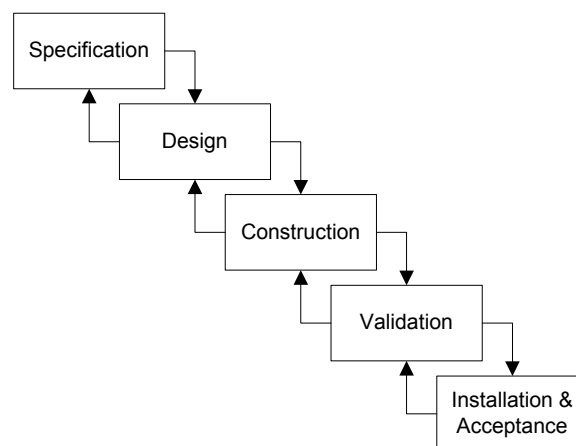 Specification
Design
Construction
Validation
Installation &
Acceptance